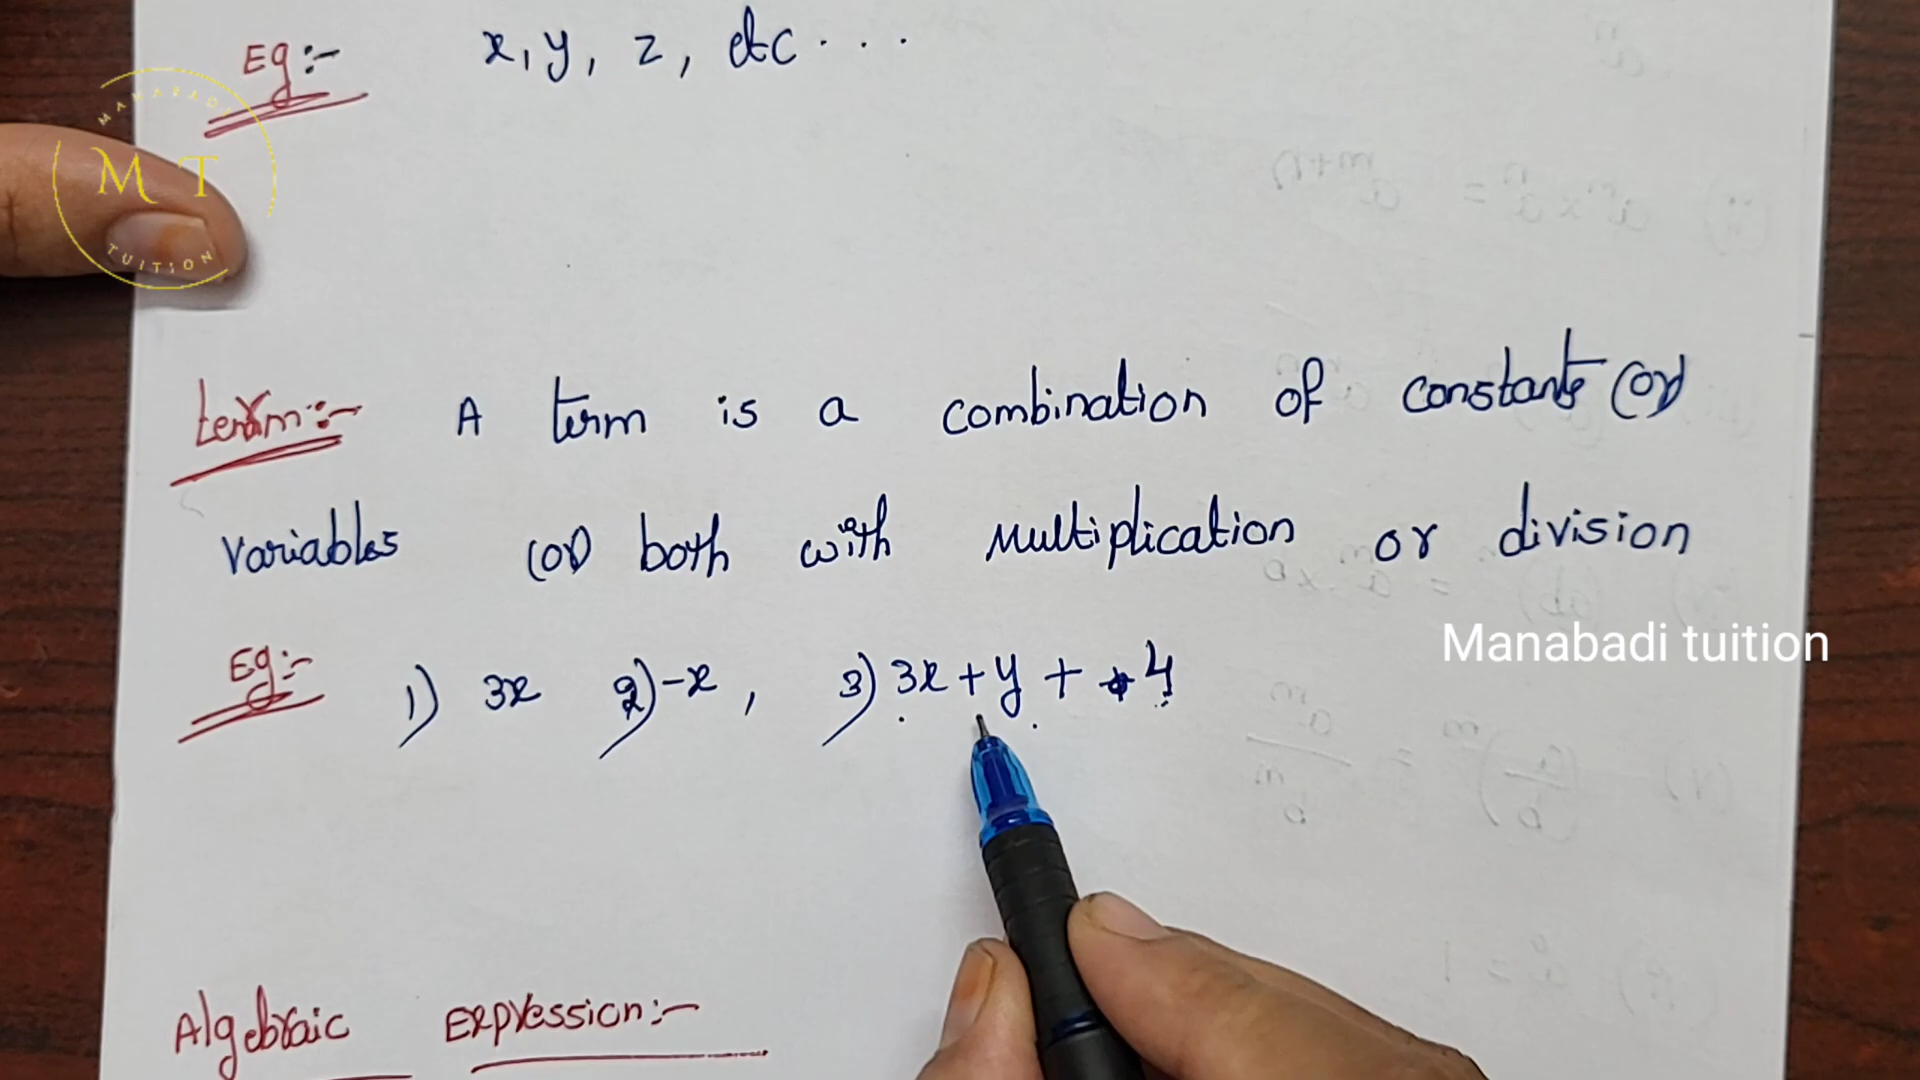 Eg:- x, y, z, etc....
MANABADI
M T
TUITION
term:- A term is a combination of constants (or)
variables (or) both with multiplication or division
Manabadi tuition
Eg:- 1) 3x 2) -x, 3) 3x + y + 4
Algebraic Expression:-